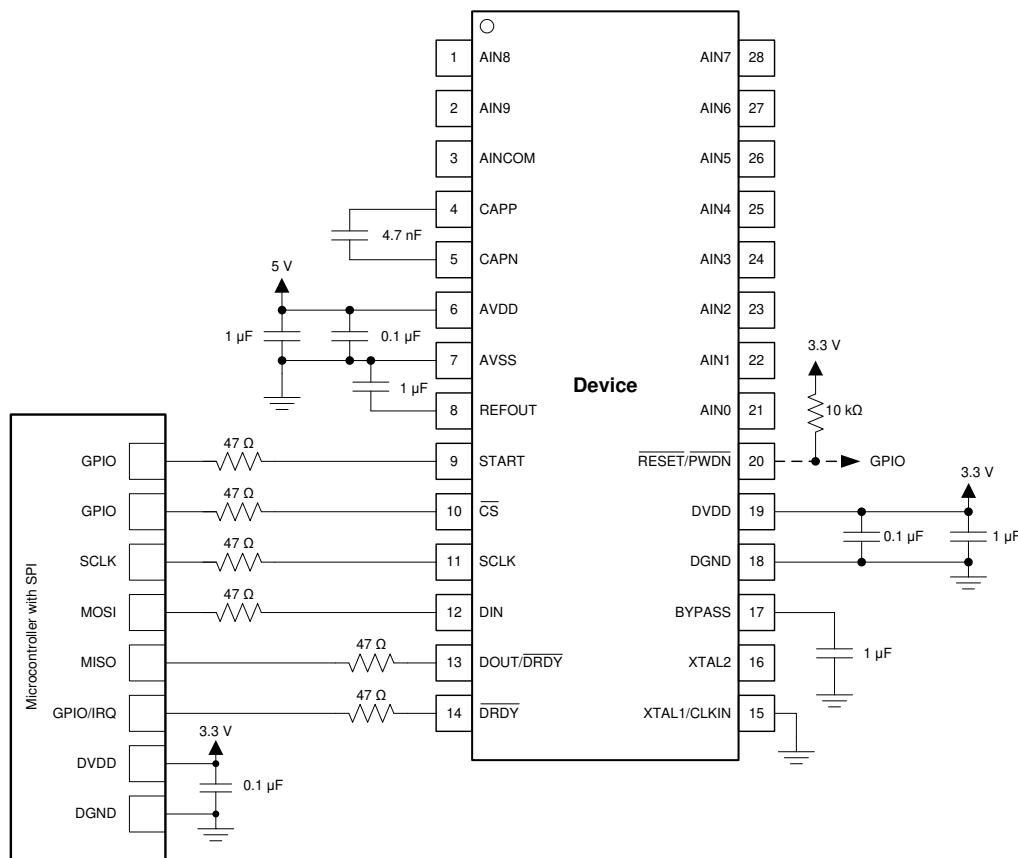 1 AIN8 AIN7 28
2 AIN9 AIN6 27
3 AINCOM AIN5 26
4 CAPP AIN4 25
4.7 nF
5 CAPN AIN3 24
5 V
6 AVDD AIN2 23
1 µF 0.1 µF
3.3 V
7 AVSS AIN1 22
Device
1 µF
8 REFOUT AIN0 21
10 kΩ
47 Ω
GPIO 9 START RESET/PWDN 20 GPIO
3.3 V
47 Ω
GPIO 10 CS DVDD 19
0.1 µF 1 µF
47 Ω
SCLK 11 SCLK DGND 18
47 Ω
MOSI 12 DIN BYPASS 17
47 Ω
MISO 13 DOUT/DRDY XTAL2 16
1 µF
47 Ω
GPIO/IRQ 14 DRDY XTAL1/CLKIN 15
3.3 V
DVDD
0.1 µF
DGND
Microcontroller with SPI